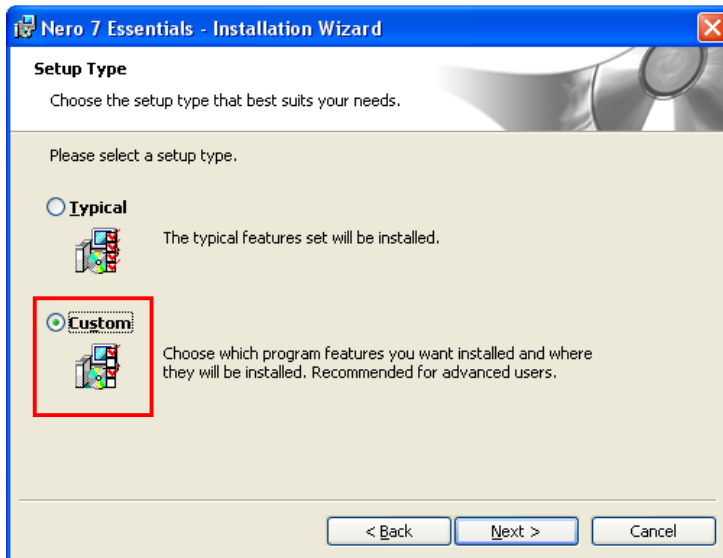 Nero 7 Essentials - Installation Wizard
Setup Type
Choose the setup type that best suits your needs.
Please select a setup type.
Typical
The typical features set will be installed.
Custom
Choose which program features you want installed and where
they will be installed. Recommended for advanced users.
< Back
Next >
Cancel